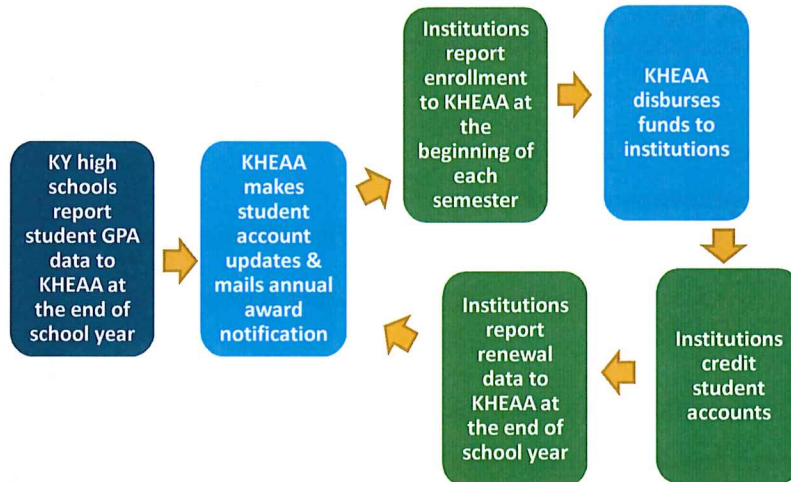 KY high
schools
report
student GPA
data to
KHEAA at
the end of
school year
KHEAA
makes
student
account
updates &
mails annual
award
notification
Institutions
report
enrollment
to KHEAA at
the
beginning of
each
semester
KHEAA
disburses
funds to
institutions
Institutions
credit
student
accounts
Institutions
report
renewal
data to
KHEAA at
the end of
school year